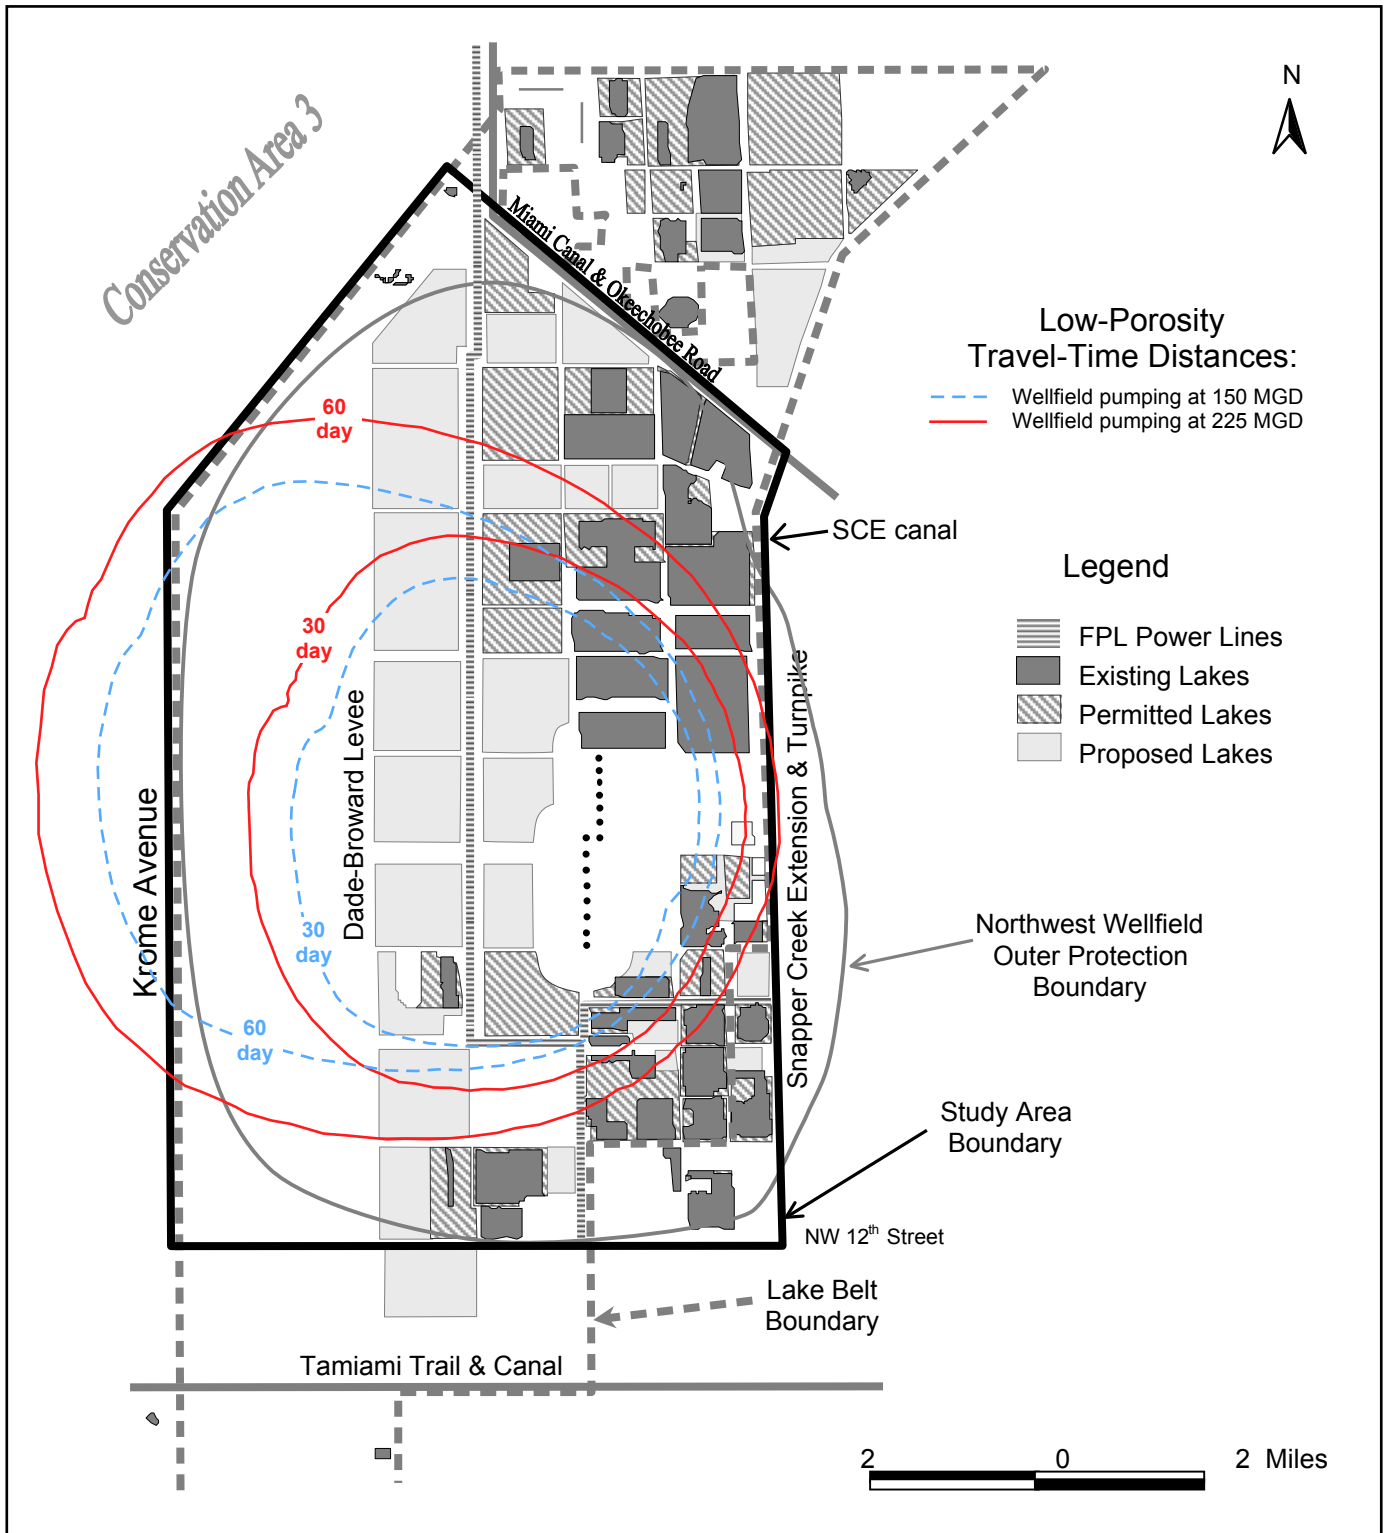 N
Conservation Area 3
Miami Canal & Okeechobee Road
Low-Porosity
Travel-Time Distances:
Wellfield pumping at 150 MGD
Wellfield pumping at 225 MGD
60
day
SCE canal
Legend
FPL Power Lines
Existing Lakes
Permitted Lakes
Proposed Lakes
30
day
Dade-Broward Levee
Krome Avenue
Snapper Creek Extension & Turnpike
30
day
60
day
Northwest Wellfield
Outer Protection
Boundary
Study Area
Boundary
NW 12th Street
Lake Belt
Boundary
Tamiami Trail & Canal
2 0 2 Miles